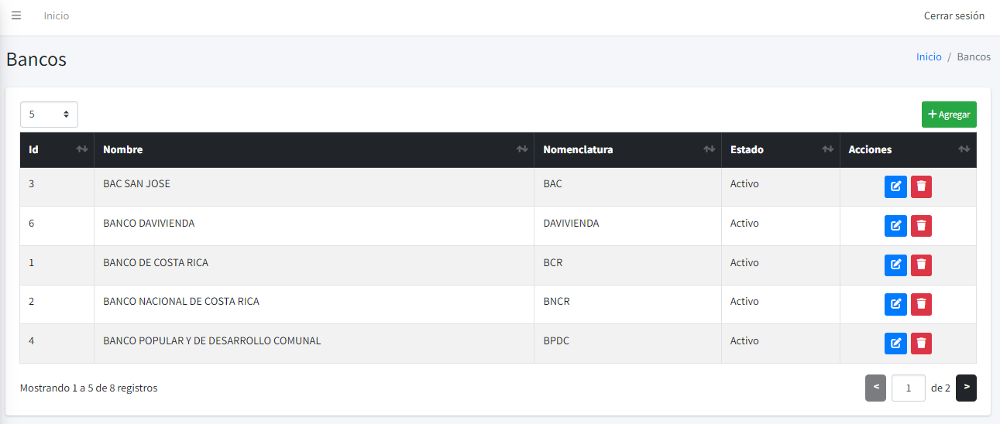 Inicio Cerrar sesión
Bancos Inicio / Bancos
5 + Agregar
Id Nombre Nomenclatura Estado Acciones
3 BAC SAN JOSE BAC Activo
6 BANCO DAVIVIENDA DAVIVIENDA Activo
1 BANCO DE COSTA RICA BCR Activo
2 BANCO NACIONAL DE COSTA RICA BNCR Activo
4 BANCO POPULAR Y DE DESARROLLO COMUNAL BPDC Activo
Mostrando 1 a 5 de 8 registros < 1 de 2 >